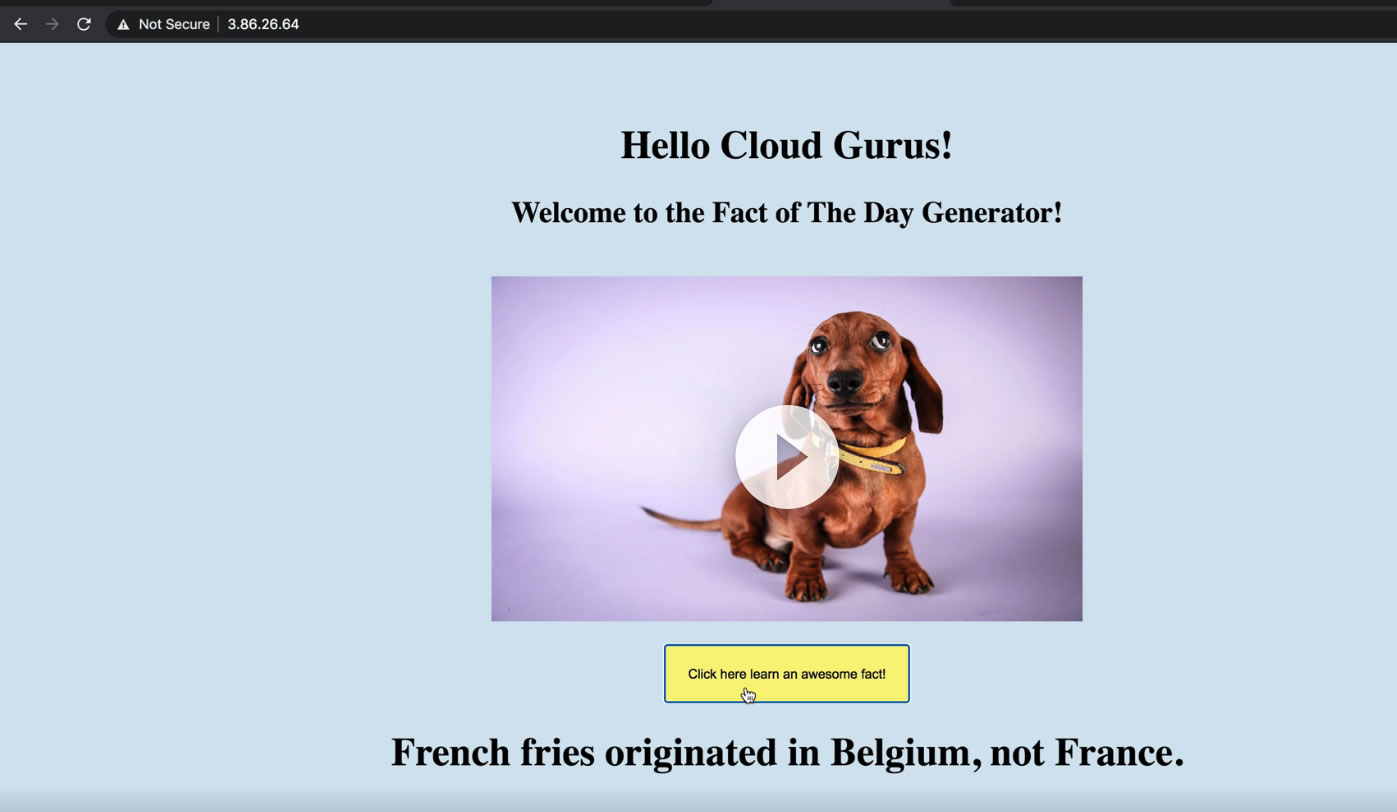 Not Secure | 3.86.26.64
Hello Cloud Gurus!
Welcome to the Fact of The Day Generator!
Click here learn an awesome fact!
French fries originated in Belgium, not France.